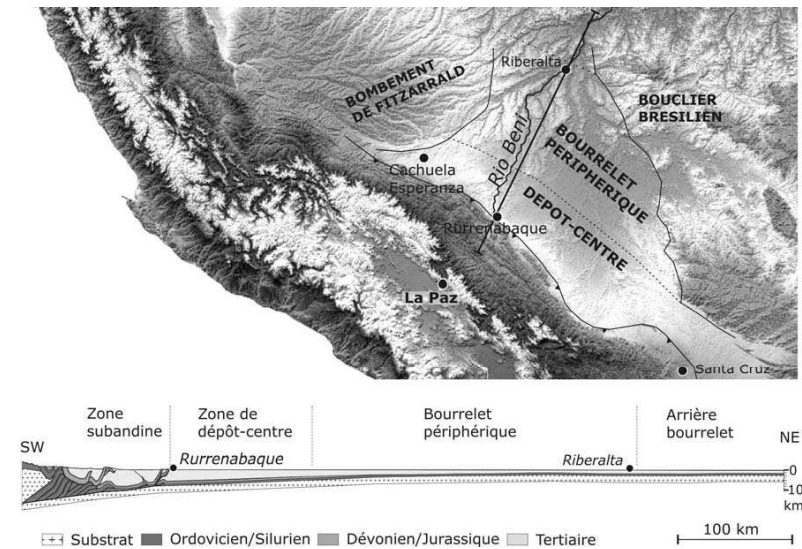 Riberalta
BOMBEMENT
DE FITZARRALD
BOUCLIER
BRESILIEN
Rio Beni
BOURRELET
PERIPHERIQUE
Cachuela
Esperanza
DEPOT-CENTRE
Rurrenabaque
La Paz
Santa Cruz
Zone
subandine
Zone de
dépôt-centre
Bourrelet
périphérique
Arrière
bourrelet
SW
NE
Rurrenabaque
Riberalta
0
10
km
Substrat
Ordovicien/Silurien
Dévonien/Jurassique
Tertiaire
100 km